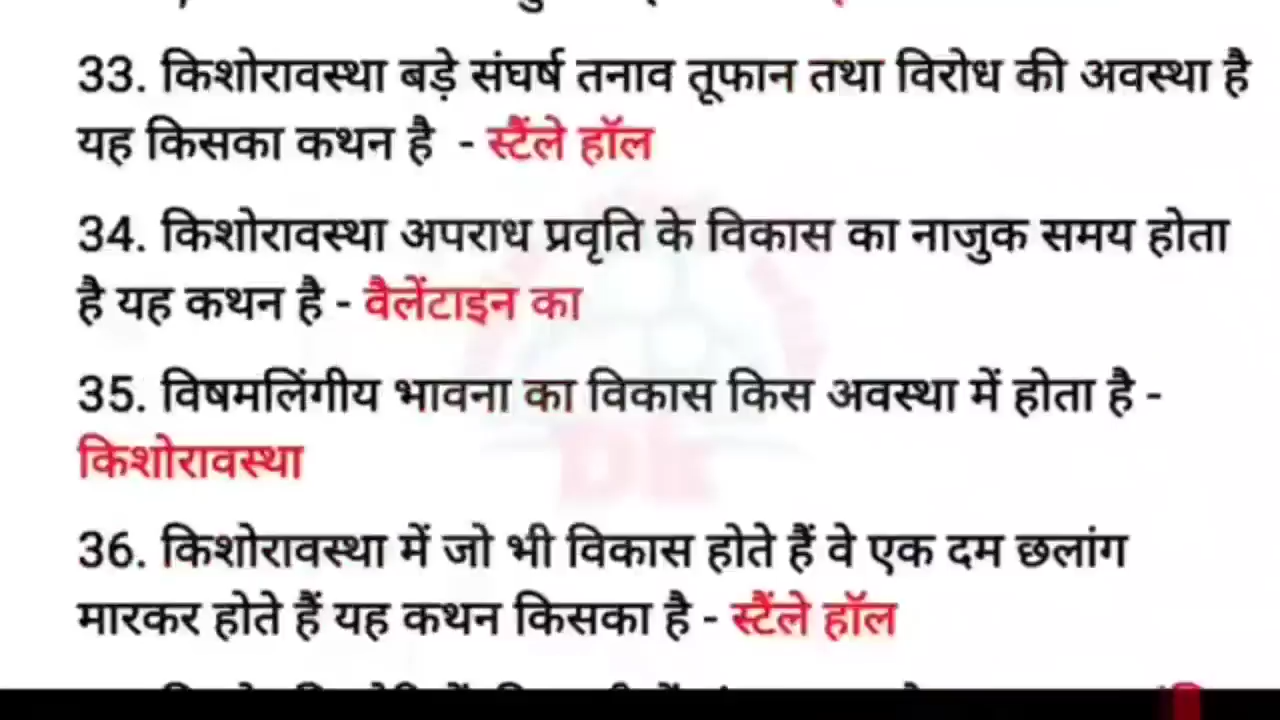 33. किशोरावस्था बड़े संघर्ष तनाव तूफान तथा विरोध की अवस्था है
यह किसका कथन है - स्टैंले हॉल
34. किशोरावस्था अपराध प्रवृति के विकास का नाजुक समय होता
है यह कथन है - वैलेंटाइन का
35. विषमलिंगीय भावना का विकास किस अवस्था में होता है -
किशोरावस्था
36. किशोरावस्था में जो भी विकास होते हैं वे एक दम छलांग
मारकर होते हैं यह कथन किसका है - स्टैंले हॉल